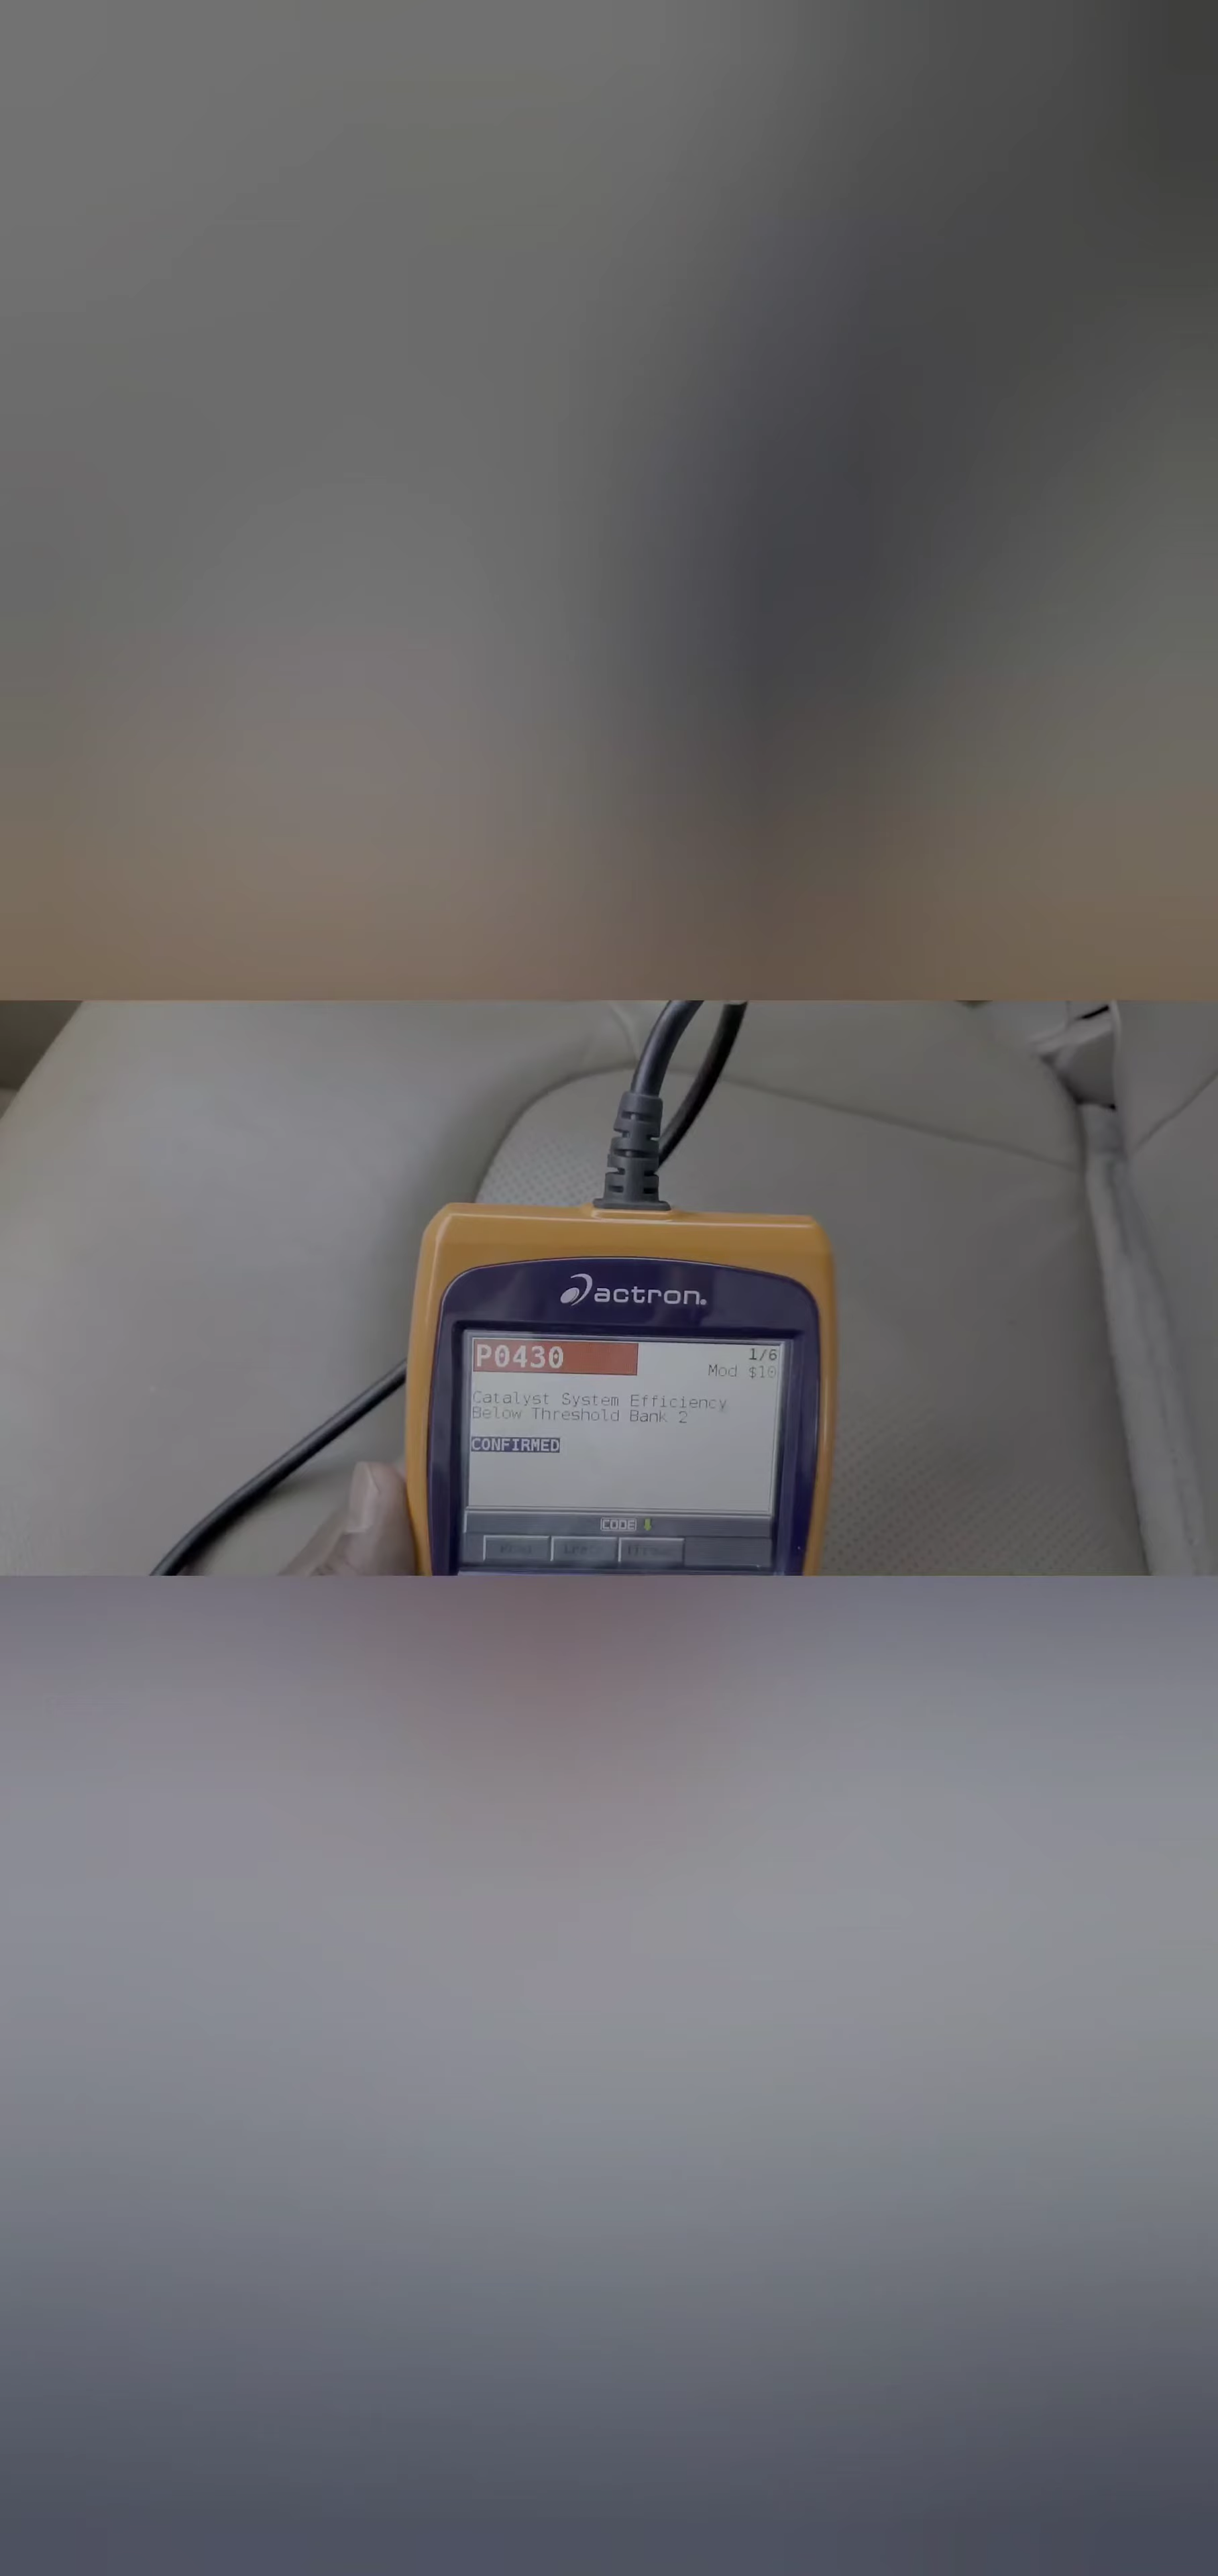 actron
P0430
1/6
Mod $10
Catalyst System Efficiency
Below Threshold Bank 2
CONFIRMED
CODE